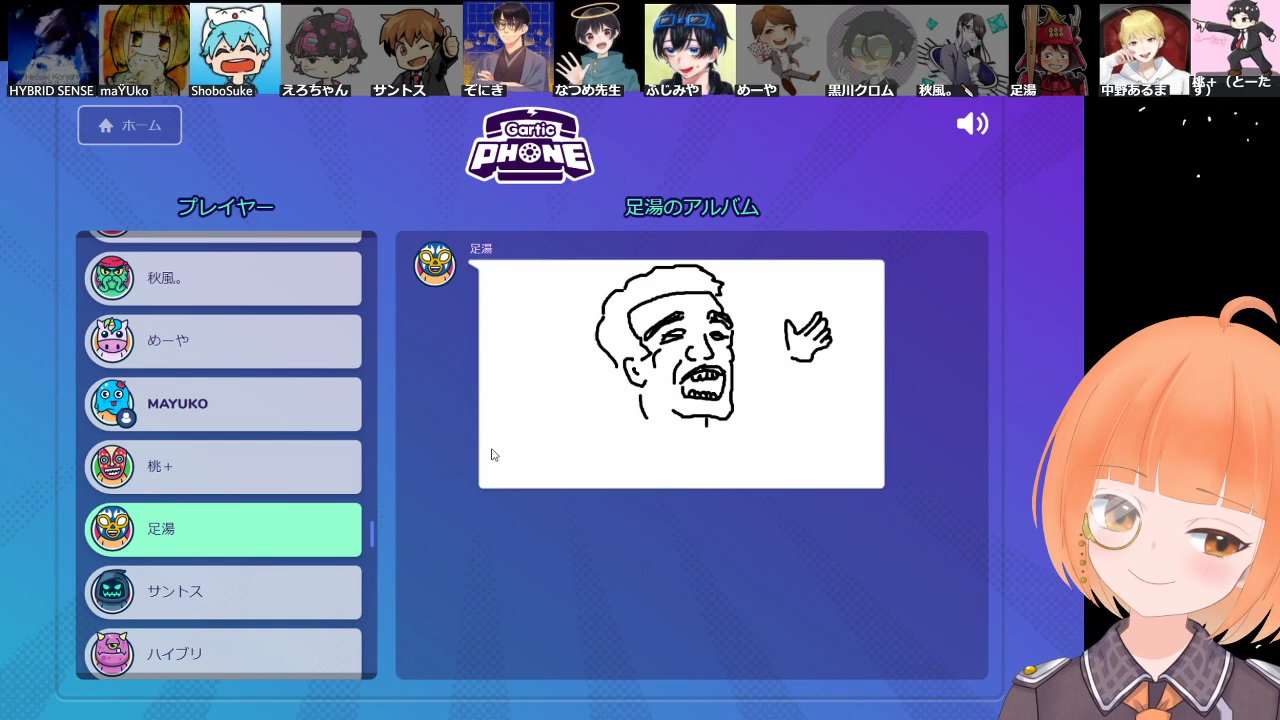 HYBRID SENSE
maŸUko
ShoboSuke
えろちゃん
サントス
ぞにき
なつめ先生
ふじみや
めーや
黒川クロム
秋風。
足湯
中野あるま
桃＋（とーたす）
ホーム
Gartic
PHONE
プレイヤー
足湯のアルバム
足湯
秋風。
めーや
MAYUKO
桃＋
足湯
サントス
ハイブリ